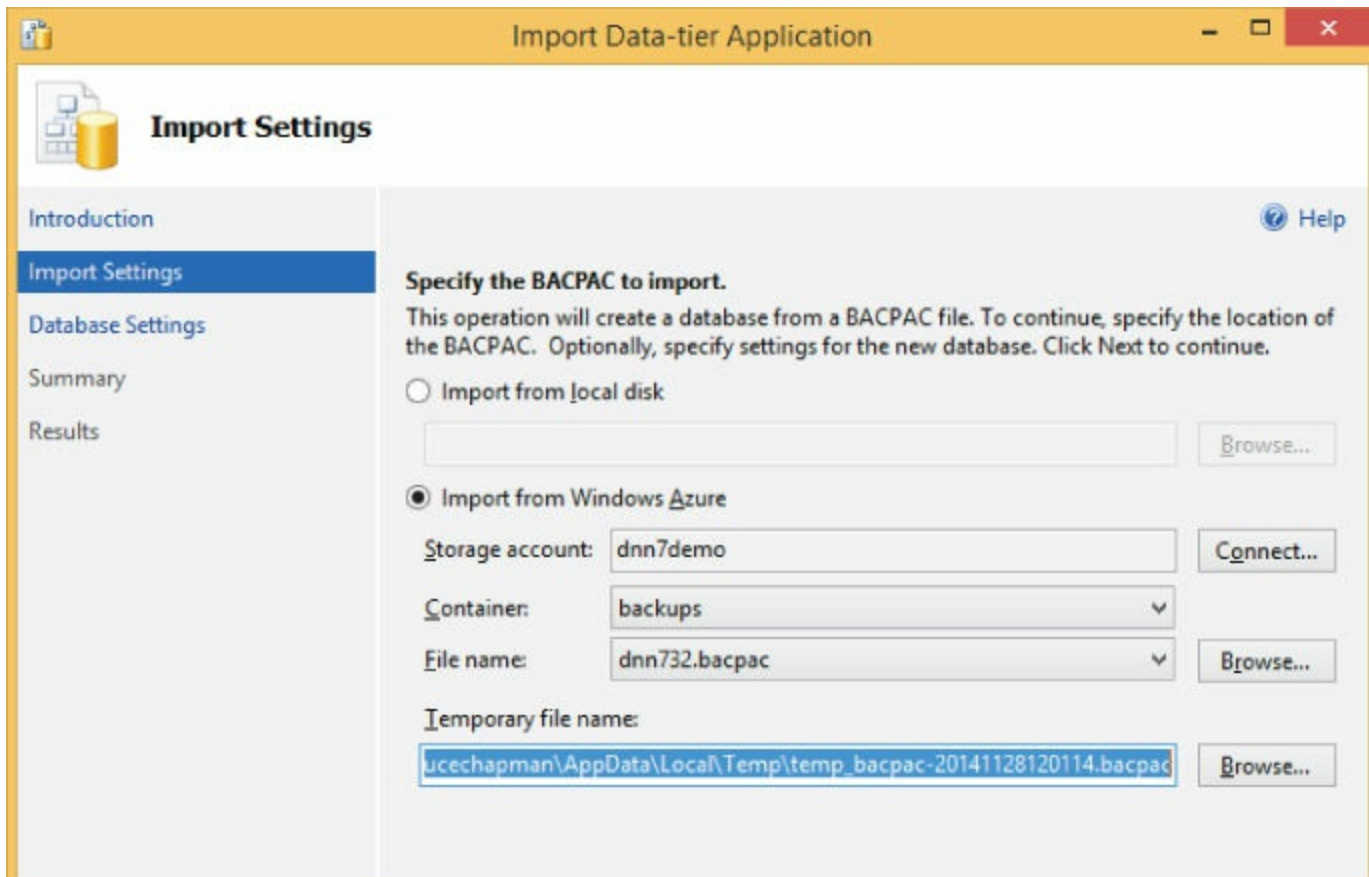 Import Data-tier Application
Import Settings
Introduction
Import Settings
Database Settings
Summary
Results
Help
Specify the BACPAC to import.
This operation will create a database from a BACPAC file. To continue, specify the location of
the BACPAC.  Optionally, specify settings for the new database. Click Next to continue.
Import from local disk
Browse...
Import from Windows Azure
Storage account: dnn7demo Connect...
Container: backups
File name: dnn732.bacpac Browse...
Temporary file name:
ucechapman\AppData\Local\Temp\temp_bacpac-20141128120114.bacpac Browse...